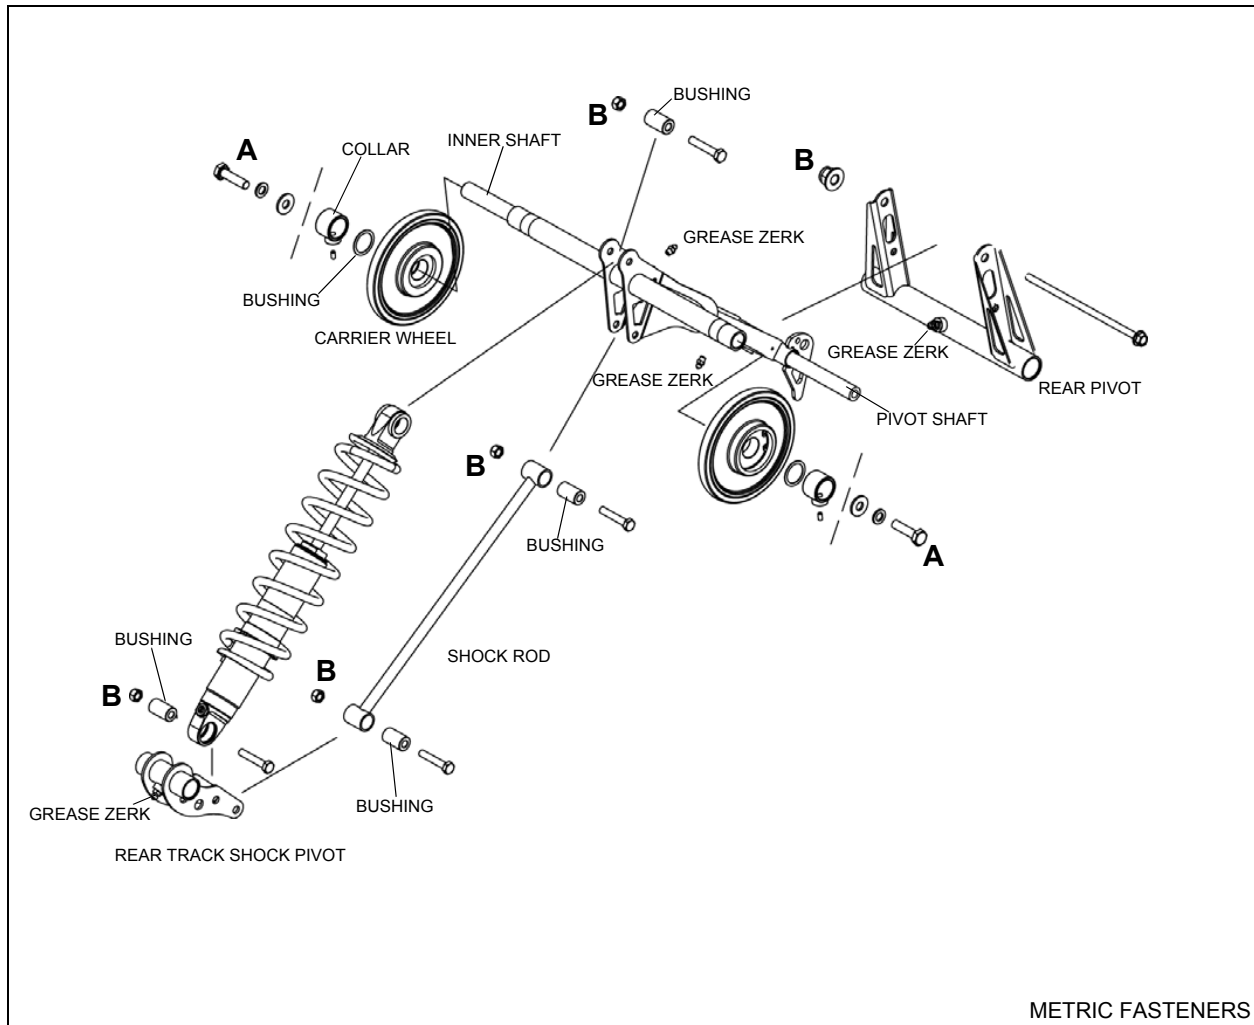 BUSHING
B
INNER SHAFT
A
COLLAR
B
GREASE ZERK
BUSHING
CARRIER WHEEL
GREASE ZERK
GREASE ZERK
REAR PIVOT
PIVOT SHAFT
B
BUSHING
A
BUSHING
SHOCK ROD
B
B
BUSHING
GREASE ZERK
REAR TRACK SHOCK PIVOT
METRIC FASTENERS